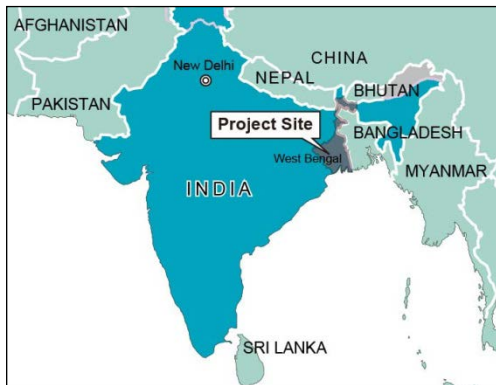 AFGHANISTAN
CHINA
New Delhi
NEPAL
BHUTAN
PAKISTAN
Project Site
BANGLADESH
West Bengal
MYANMAR
INDIA
SRI LANKA